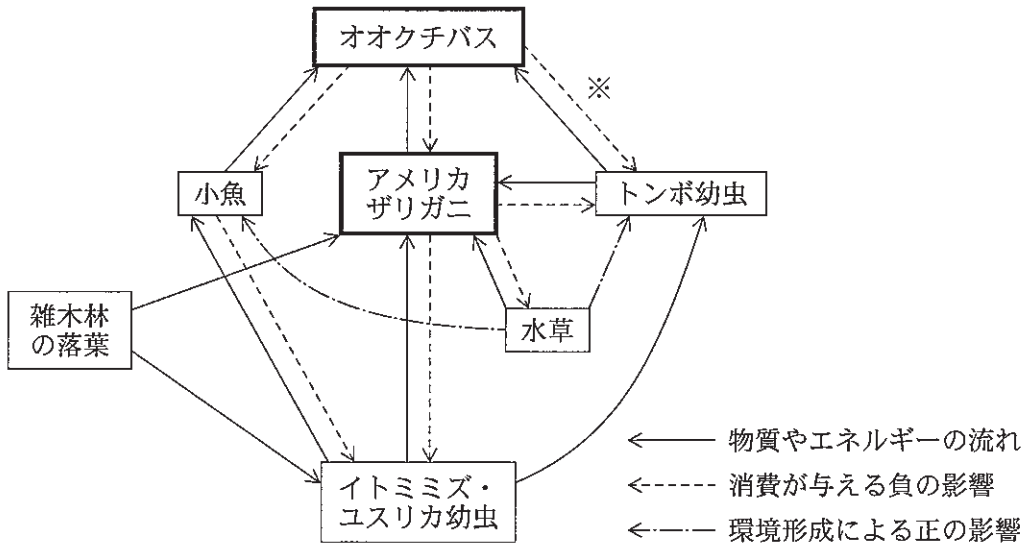 オオクチバス
※
小魚
アメリカ
ザリガニ
トンボ幼虫
雑木林
の落葉
水草
イトミミズ・
ユスリカ幼虫
物質やエネルギーの流れ
消費が与える負の影響
環境形成による正の影響